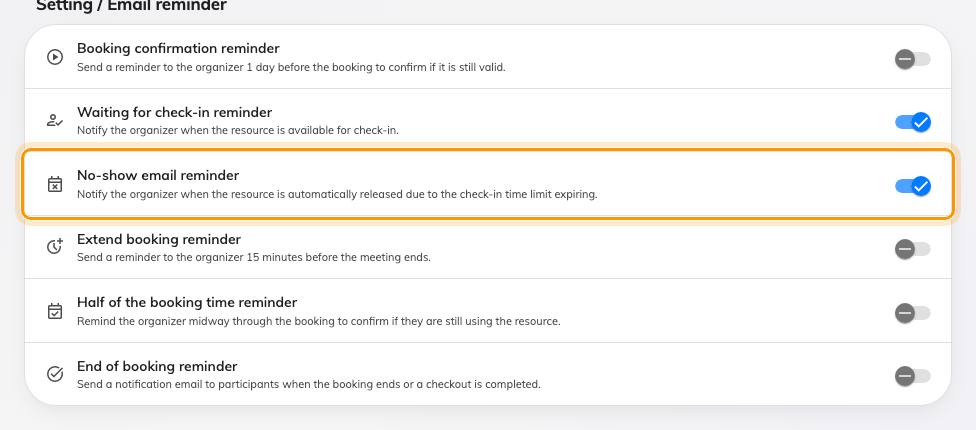 Setting / Email reminder
Booking confirmation reminder
Send a reminder to the organizer 1 day before the booking to confirm if it is still valid.
Waiting for check-in reminder
Notify the organizer when the resource is available for check-in.
No-show email reminder
Notify the organizer when the resource is automatically released due to the check-in time limit expiring.
Extend booking reminder
Send a reminder to the organizer 15 minutes before the meeting ends.
Half of the booking time reminder
Remind the organizer midway through the booking to confirm if they are still using the resource.
End of booking reminder
Send a notification email to participants when the booking ends or a checkout is completed.